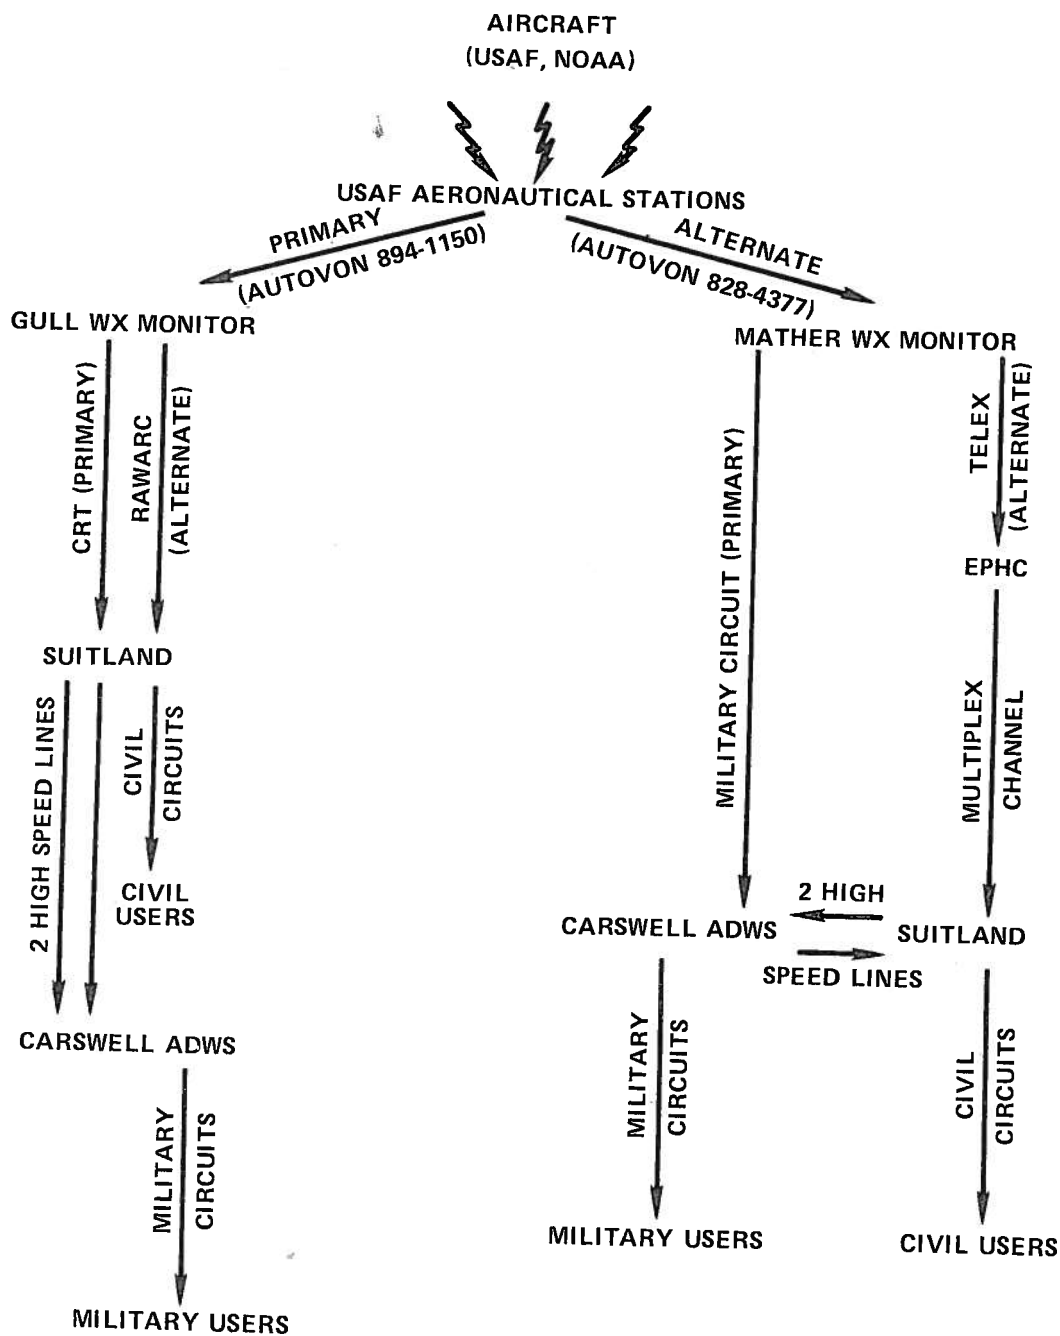 AIRCRAFT
(USAF, NOAA)
USAF AERONAUTICAL STATIONS
PRIMARY
(AUTOVON 894-1150)
ALTERNATE
(AUTOVON 828-4377)
GULL WX MONITOR
MATHER WX MONITOR
CRT (PRIMARY)
RAWARC
(ALTERNATE)
MILITARY CIRCUIT (PRIMARY)
TELEX
(ALTERNATE)
EPHC
SUITLAND
2 HIGH SPEED LINES
CIVIL
CIRCUITS
MULTIPLEX
CHANNEL
CIVIL
USERS
2 HIGH
CARSWELL ADWS
SUITLAND
SPEED LINES
CARSWELL ADWS
MILITARY
CIRCUITS
MILITARY
CIRCUITS
CIVIL
CIRCUITS
MILITARY USERS
CIVIL USERS
MILITARY USERS